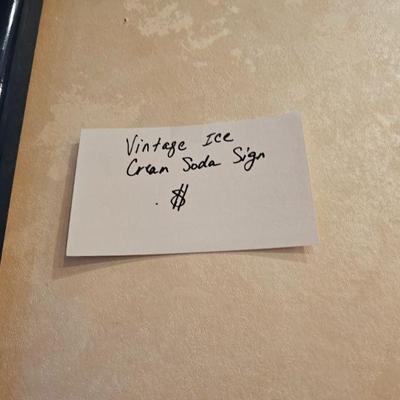 Vintage Ice
Cream Soda Sign
. $